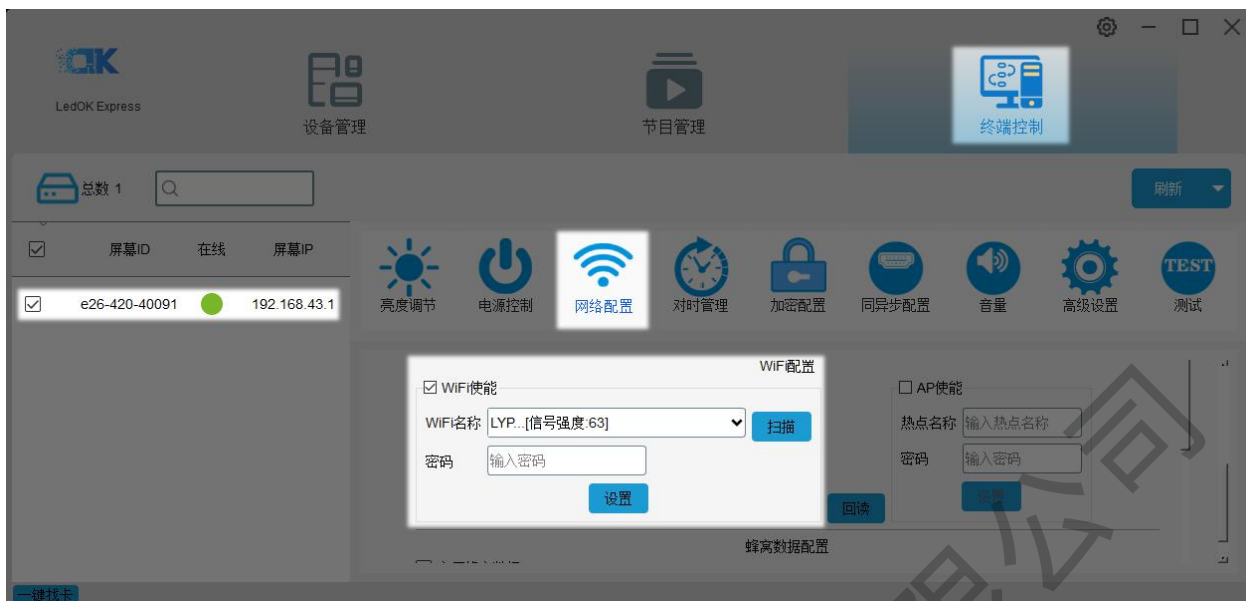 LedOK Express
设备管理
节目管理
终端控制
总数 1
刷新
屏幕ID 在线 屏幕IP
亮度调节 电源控制 网络配置 对时管理 加密配置 同异步配置 音量 高级设置 TEST 测试
e26-420-40091 192.168.43.1
WiFi配置
WiFi使能
AP使能
WiFi名称 LYP...[信号强度:63] 扫描
热点名称 输入热点名称
密码 输入密码
密码 输入密码
设置
设置
回读
蜂窝数据配置
一键找卡
限公司